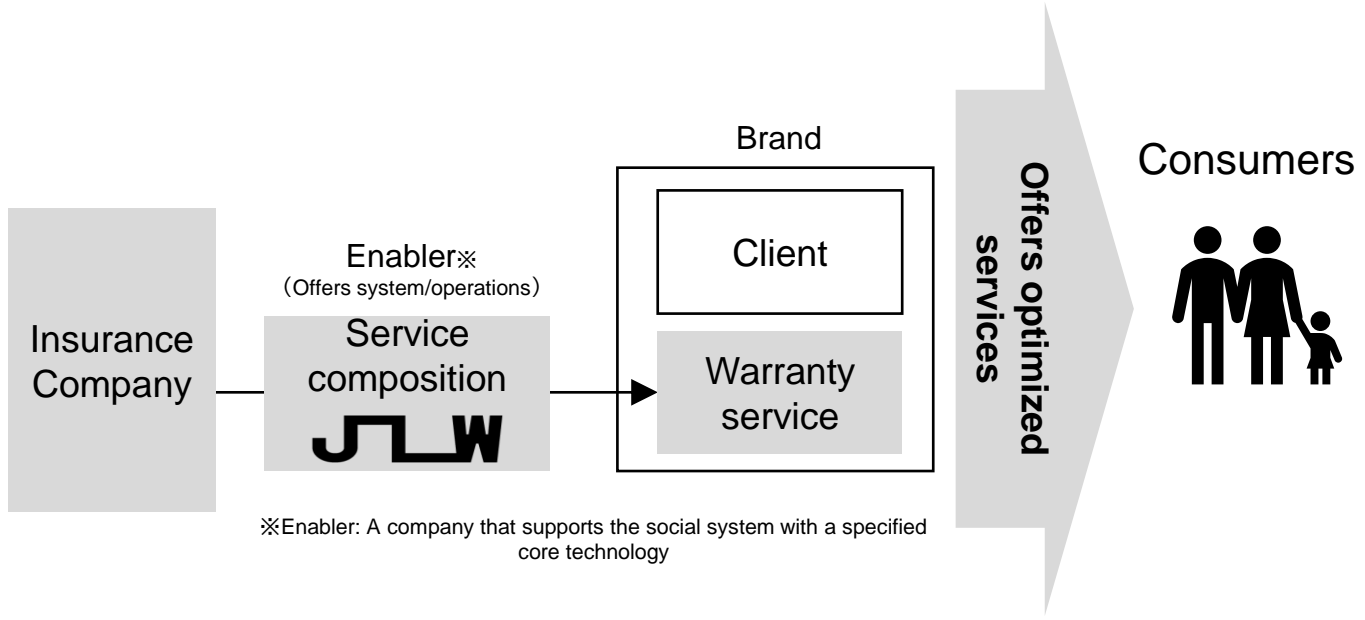 Insurance
Company
Enabler※
（Offers system/operations）
Service
composition
JLW
Brand
Client
Warranty
service
Offers optimized
services
Consumers
※Enabler: A company that supports the social system with a specified
core technology